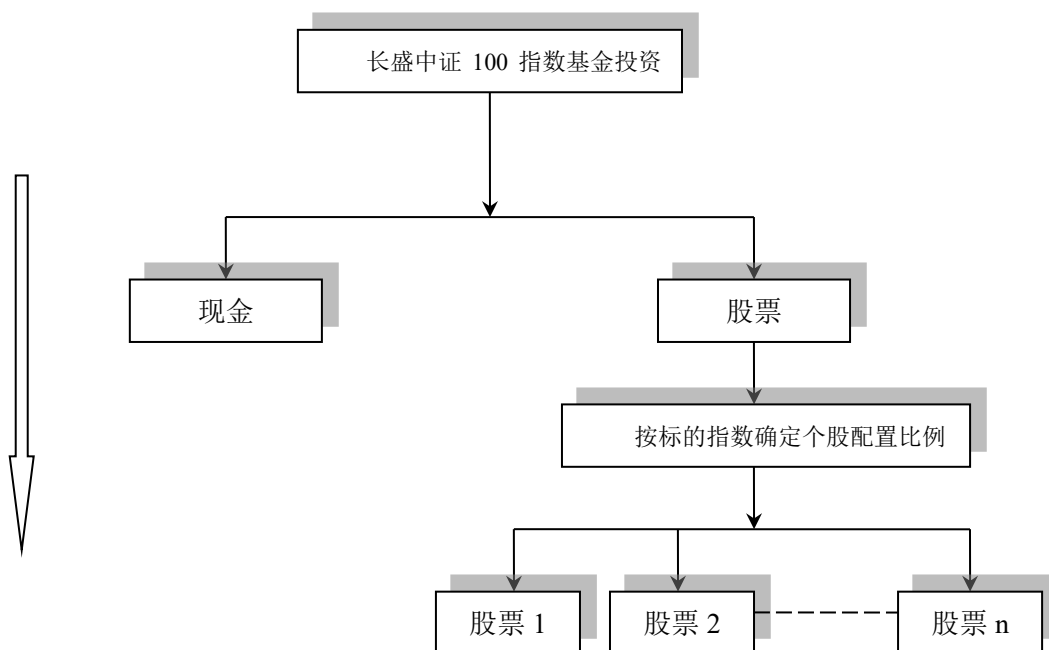 长盛中证 100 指数基金投资
现金
股票
按标的指数确定个股配置比例
股票 1
股票 2
股票 n